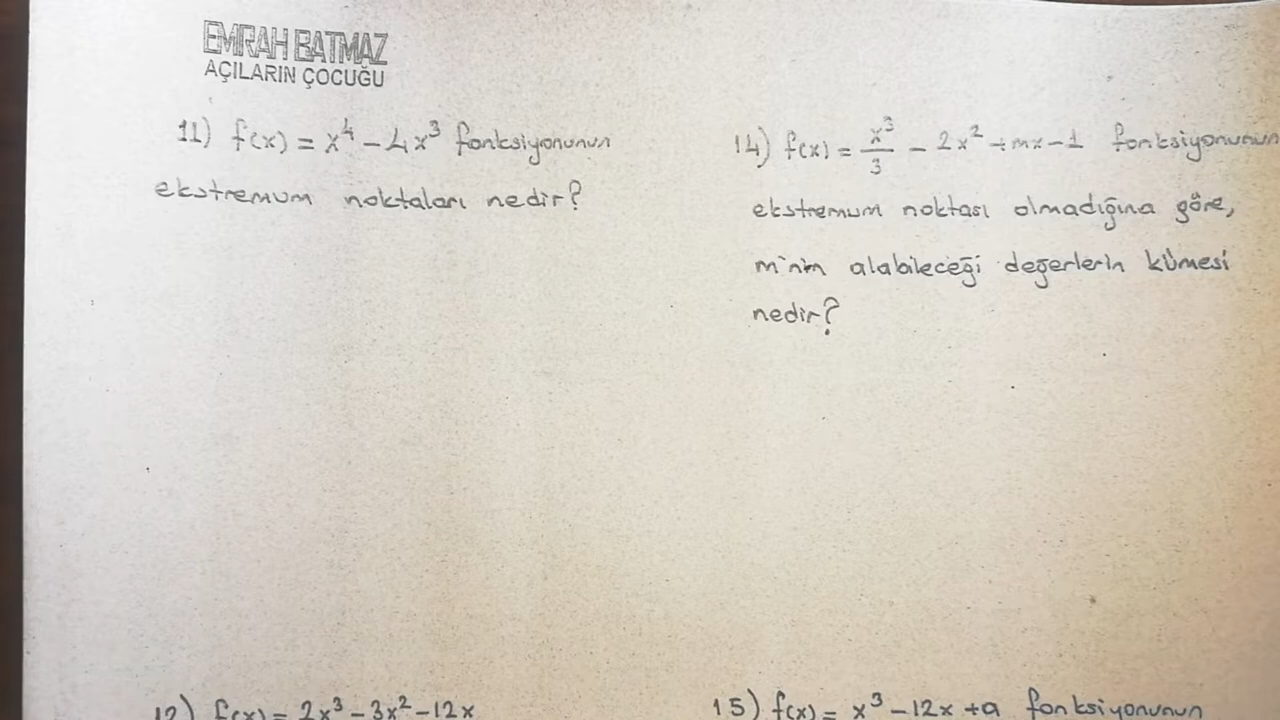 EMRAH BATMAZ
AÇILARIN ÇOCUĞU
11) f(x) = x⁴ - 4x³ fonksiyonunun
ekstremum noktaları nedir?
14) f(x) = x³/3 - 2x² + mx - 1 fonksiyonunun
ekstremum noktası olmadığına göre,
m'nin alabileceği değerlerin kümesi
nedir?
12) f(x) = 2x³ - 3x² - 12x
15) f(x) = x³ - 12x + a fonksiyonunun